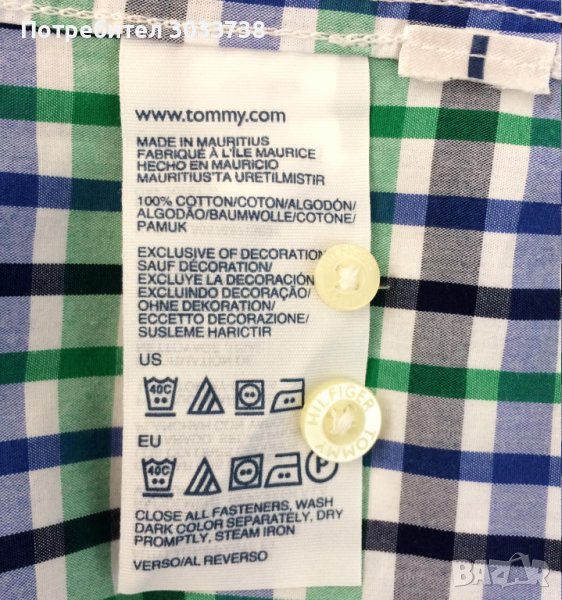 Потребител 3053738
www.tommy.com
MADE IN MAURITIUS
FABRIQUÉ À L'ÎLE MAURICE
HECHO EN MAURICIO
MAURITIUS'TA URETILMISTIR
100% COTTON/COTON/ALGODÓN/
ALGODÃO/BAUMWOLLE/COTONE/
PAMUK
EXCLUSIVE OF DECORATION/
SAUF DÉCORATION/
EXCLUYE LA DECORACIÓN/
EXCLUINDO DECORAÇÃO/
OHNE DEKORATION/
ECCETTO DECORAZIONE/
SUSLEME HARICTIR
US
40C
HILFIGER TOMMY
EU
40C P
CLOSE ALL FASTENERS, WASH
DARK COLOR SEPARATELY, DRY
PROMPTLY, STEAM IRON
VERSO/AL REVERSO
BAZAR